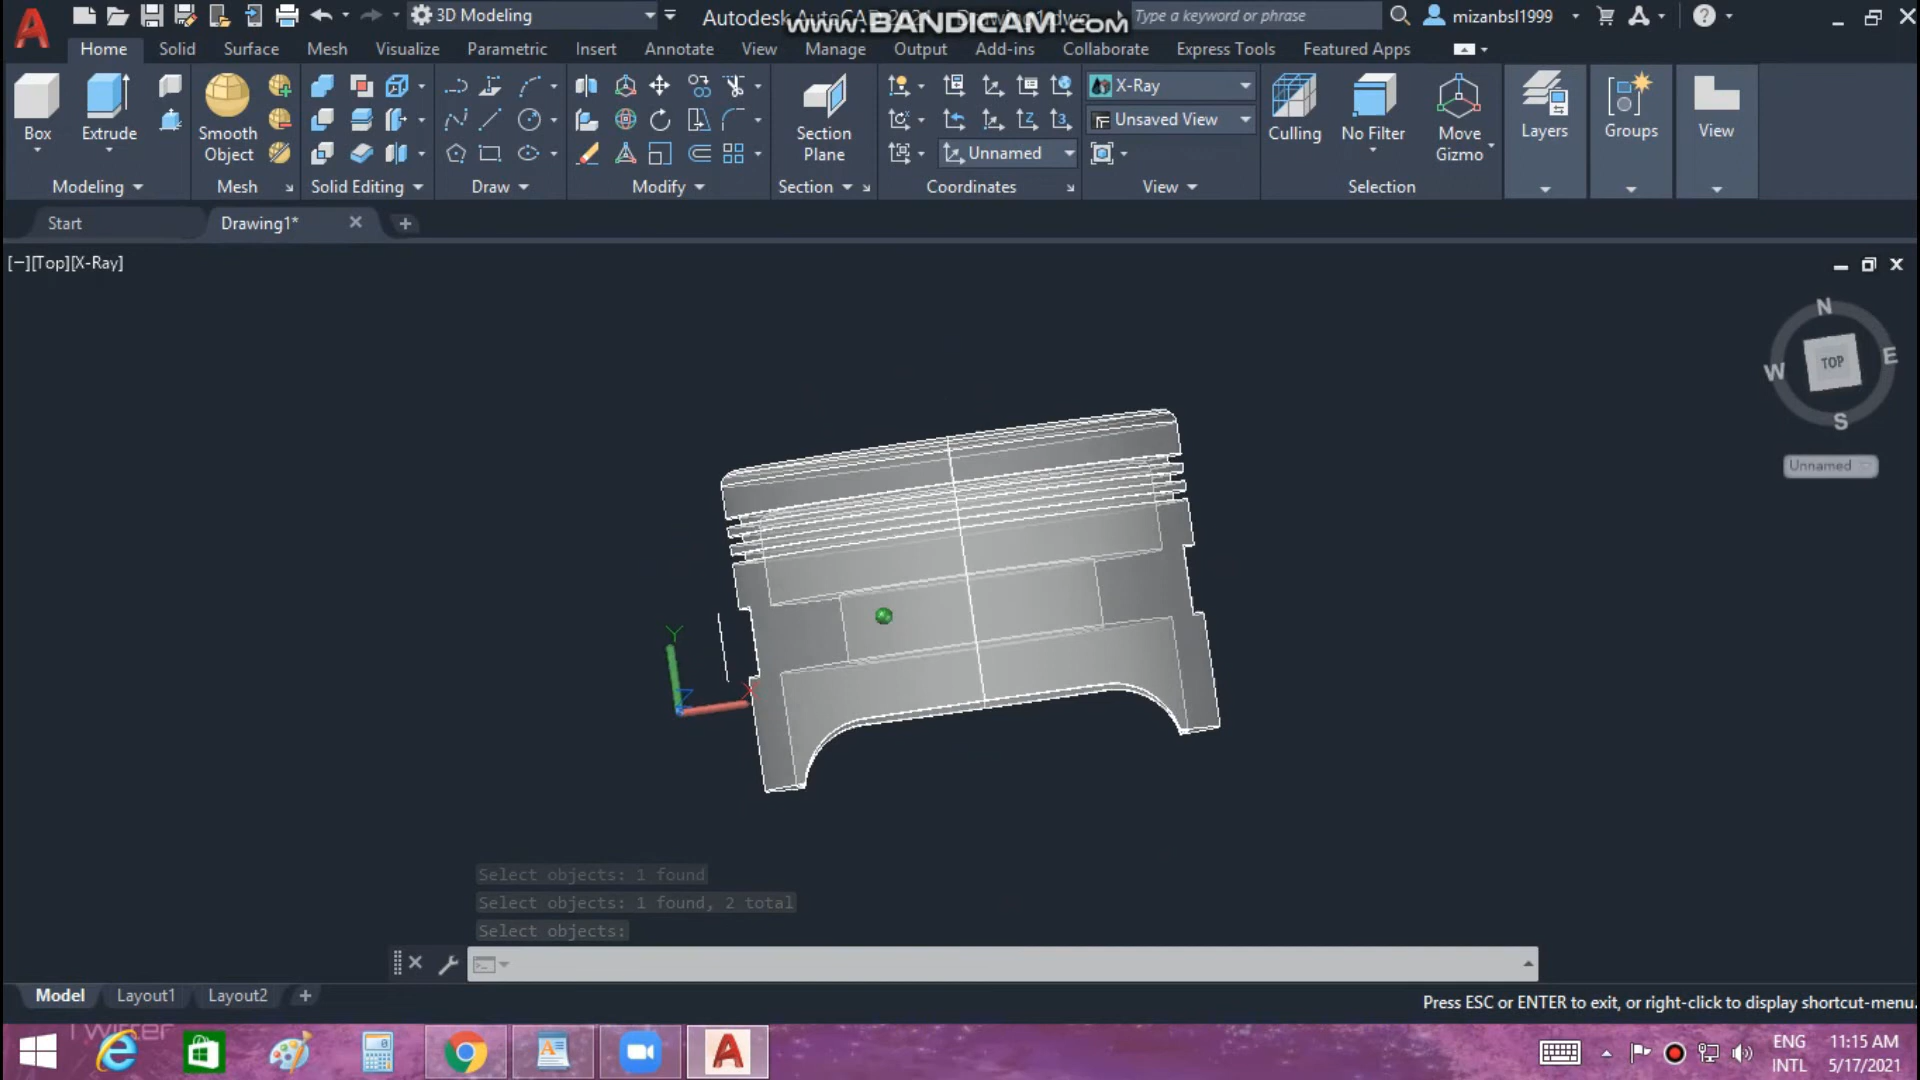 3D Modeling
Autodesk AutoCAD 2021 Drawing1.dwg
www.BANDICAM.com
Type a keyword or phrase
mizanbsl1999
Home Solid Surface Mesh Visualize Parametric Insert Annotate View Manage Output Add-ins Collaborate Express Tools Featured Apps
Box
Extrude
Smooth
Object
Section
Plane
X-Ray
Unsaved View
Unnamed
Culling
No Filter
Move
Gizmo
Layers
Groups
View
Modeling
Mesh
Solid Editing
Draw
Modify
Section
Coordinates
View
Selection
Start
Drawing1*
[−][Top][X-Ray]
N
W
TOP
E
S
Unnamed
Y
X
Select objects: 1 found
Select objects: 1 found, 2 total
Select objects:
Model
Layout1
Layout2
Press ESC or ENTER to exit, or right-click to display shortcut-menu.
Twitter
ENG
INTL
11:15 AM
5/17/2021